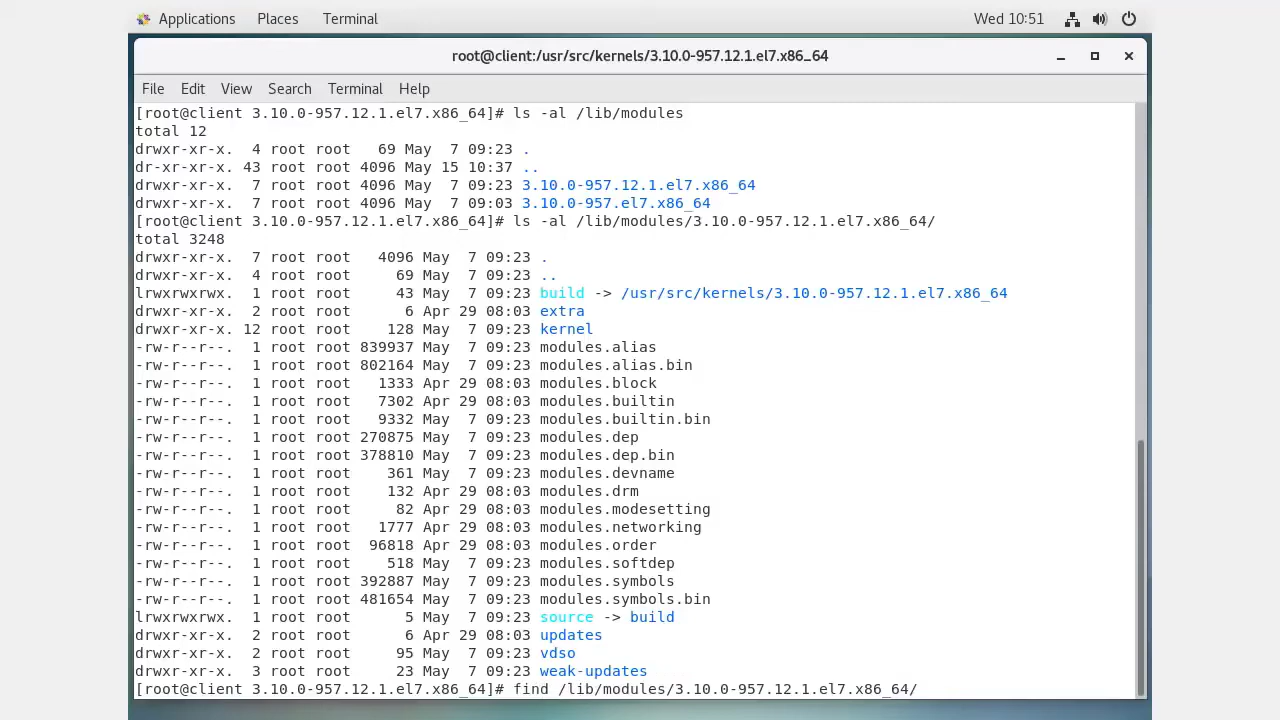 Applications Places Terminal Wed 10:51
root@client:/usr/src/kernels/3.10.0-957.12.1.el7.x86_64
File Edit View Search Terminal Help
[root@client 3.10.0-957.12.1.el7.x86_64]# ls -al /lib/modules
total 12
drwxr-xr-x.  4 root root   69 May  7 09:23 .
dr-xr-xr-x. 43 root root 4096 May 15 10:37 ..
drwxr-xr-x.  7 root root 4096 May  7 09:23 3.10.0-957.12.1.el7.x86_64
drwxr-xr-x.  7 root root 4096 May  7 09:03 3.10.0-957.el7.x86_64
[root@client 3.10.0-957.12.1.el7.x86_64]# ls -al /lib/modules/3.10.0-957.12.1.el7.x86_64/
total 3248
drwxr-xr-x.  7 root root   4096 May  7 09:23 .
drwxr-xr-x.  4 root root     69 May  7 09:23 ..
lrwxrwxrwx.  1 root root     43 May  7 09:23 build -> /usr/src/kernels/3.10.0-957.12.1.el7.x86_64
drwxr-xr-x.  2 root root      6 Apr 29 08:03 extra
drwxr-xr-x. 12 root root    128 May  7 09:23 kernel
-rw-r--r--.  1 root root 839937 May  7 09:23 modules.alias
-rw-r--r--.  1 root root 802164 May  7 09:23 modules.alias.bin
-rw-r--r--.  1 root root   1333 Apr 29 08:03 modules.block
-rw-r--r--.  1 root root   7302 Apr 29 08:03 modules.builtin
-rw-r--r--.  1 root root   9332 May  7 09:23 modules.builtin.bin
-rw-r--r--.  1 root root 270875 May  7 09:23 modules.dep
-rw-r--r--.  1 root root 378810 May  7 09:23 modules.dep.bin
-rw-r--r--.  1 root root    361 May  7 09:23 modules.devname
-rw-r--r--.  1 root root    132 Apr 29 08:03 modules.drm
-rw-r--r--.  1 root root     82 Apr 29 08:03 modules.modesetting
-rw-r--r--.  1 root root   1777 Apr 29 08:03 modules.networking
-rw-r--r--.  1 root root  96818 Apr 29 08:03 modules.order
-rw-r--r--.  1 root root    518 May  7 09:23 modules.softdep
-rw-r--r--.  1 root root 392887 May  7 09:23 modules.symbols
-rw-r--r--.  1 root root 481654 May  7 09:23 modules.symbols.bin
lrwxrwxrwx.  1 root root      5 May  7 09:23 source -> build
drwxr-xr-x.  2 root root      6 Apr 29 08:03 updates
drwxr-xr-x.  2 root root     95 May  7 09:23 vdso
drwxr-xr-x.  3 root root     23 May  7 09:23 weak-updates
[root@client 3.10.0-957.12.1.el7.x86_64]# find /lib/modules/3.10.0-957.12.1.el7.x86_64/